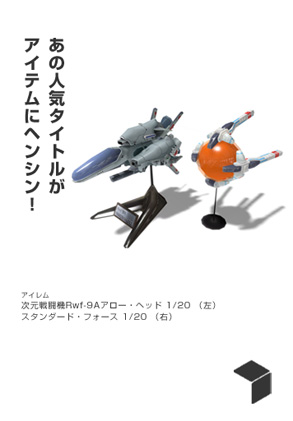 あの人気タイトルが
アイテムにヘンシン！
アイレム
次元戦闘機Rwf-9Aアロー・ヘッド 1/20 （左）
スタンダード・フォース 1/20 （右）